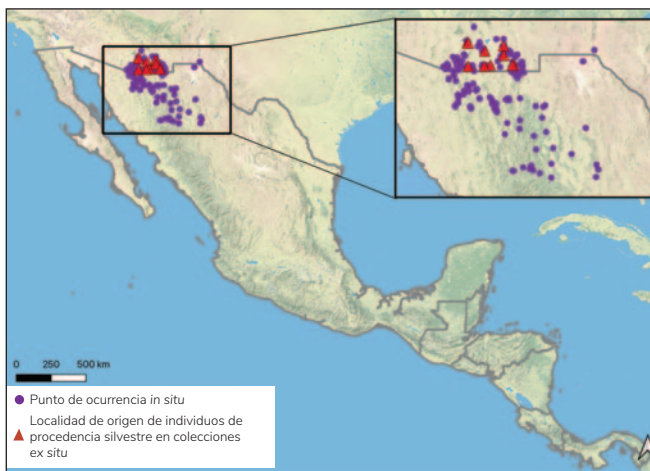 0 250 500 km
Punto de ocurrencia in situ
Localidad de origen de individuos de
procedencia silvestre en colecciones
ex situ